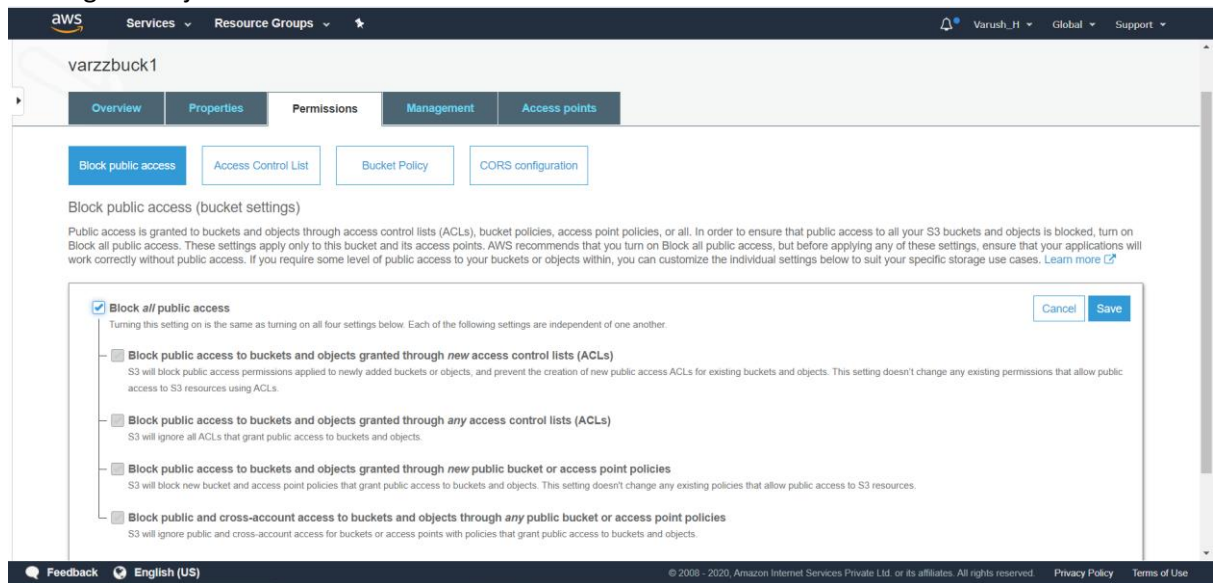 aws Services Resource Groups Varush_H Global Support
varzzbuck1
Overview Properties Permissions Management Access points
Block public access Access Control List Bucket Policy CORS configuration
Block public access (bucket settings)
Public access is granted to buckets and objects through access control lists (ACLs), bucket policies, access point policies, or all. In order to ensure that public access to all your S3 buckets and objects is blocked, turn on
Block all public access. These settings apply only to this bucket and its access points. AWS recommends that you turn on Block all public access, but before applying any of these settings, ensure that your applications will
work correctly without public access. If you require some level of public access to your buckets or objects within, you can customize the individual settings below to suit your specific storage use cases. Learn more
Block all public access Cancel Save
Turning this setting on is the same as turning on all four settings below. Each of the following settings are independent of one another.
Block public access to buckets and objects granted through new access control lists (ACLs)
S3 will block public access permissions applied to newly added buckets or objects, and prevent the creation of new public access ACLs for existing buckets and objects. This setting doesn't change any existing permissions that allow public
access to S3 resources using ACLs.
Block public access to buckets and objects granted through any access control lists (ACLs)
S3 will ignore all ACLs that grant public access to buckets and objects.
Block public access to buckets and objects granted through new public bucket or access point policies
S3 will block new bucket and access point policies that grant public access to buckets and objects. This setting doesn't change any existing policies that allow public access to S3 resources.
Block public and cross-account access to buckets and objects through any public bucket or access point policies
S3 will ignore public and cross-account access for buckets or access points with policies that grant public access to buckets and objects.
Feedback English (US) © 2008 - 2020, Amazon Internet Services Private Ltd. or its affiliates. All rights reserved. Privacy Policy Terms of Use